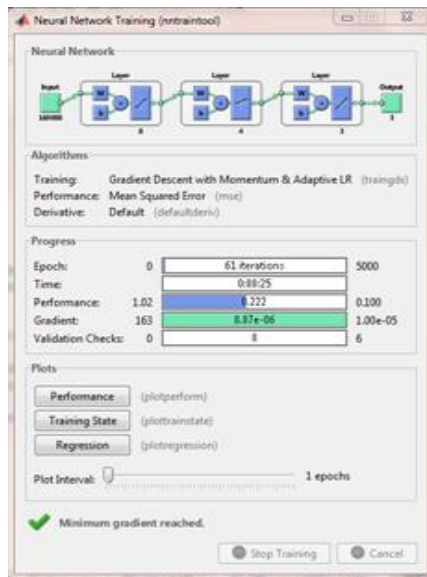 Neural Network Training (nntraintool)
Neural Network
Layer Layer Layer
Input Output
W W W
b b b
4
Algorithms
Training: Gradient Descent with Momentum & Adaptive LR (traingdx)
Performance: Mean Squared Error (mse)
Derivative: Default (defaultderiv)
Progress
Epoch: 0 61 iterations 5000
Time: 0:08:25
Performance: 1.02 0.222 0.100
Gradient: 163 8.87e-06 1.00e-05
Validation Checks: 0 6
Plots
Performance (plotperform)
Training State (plottrainstate)
Regression (plotregression)
Plot Interval: 1 epochs
Minimum gradient reached.
Stop Training Cancel